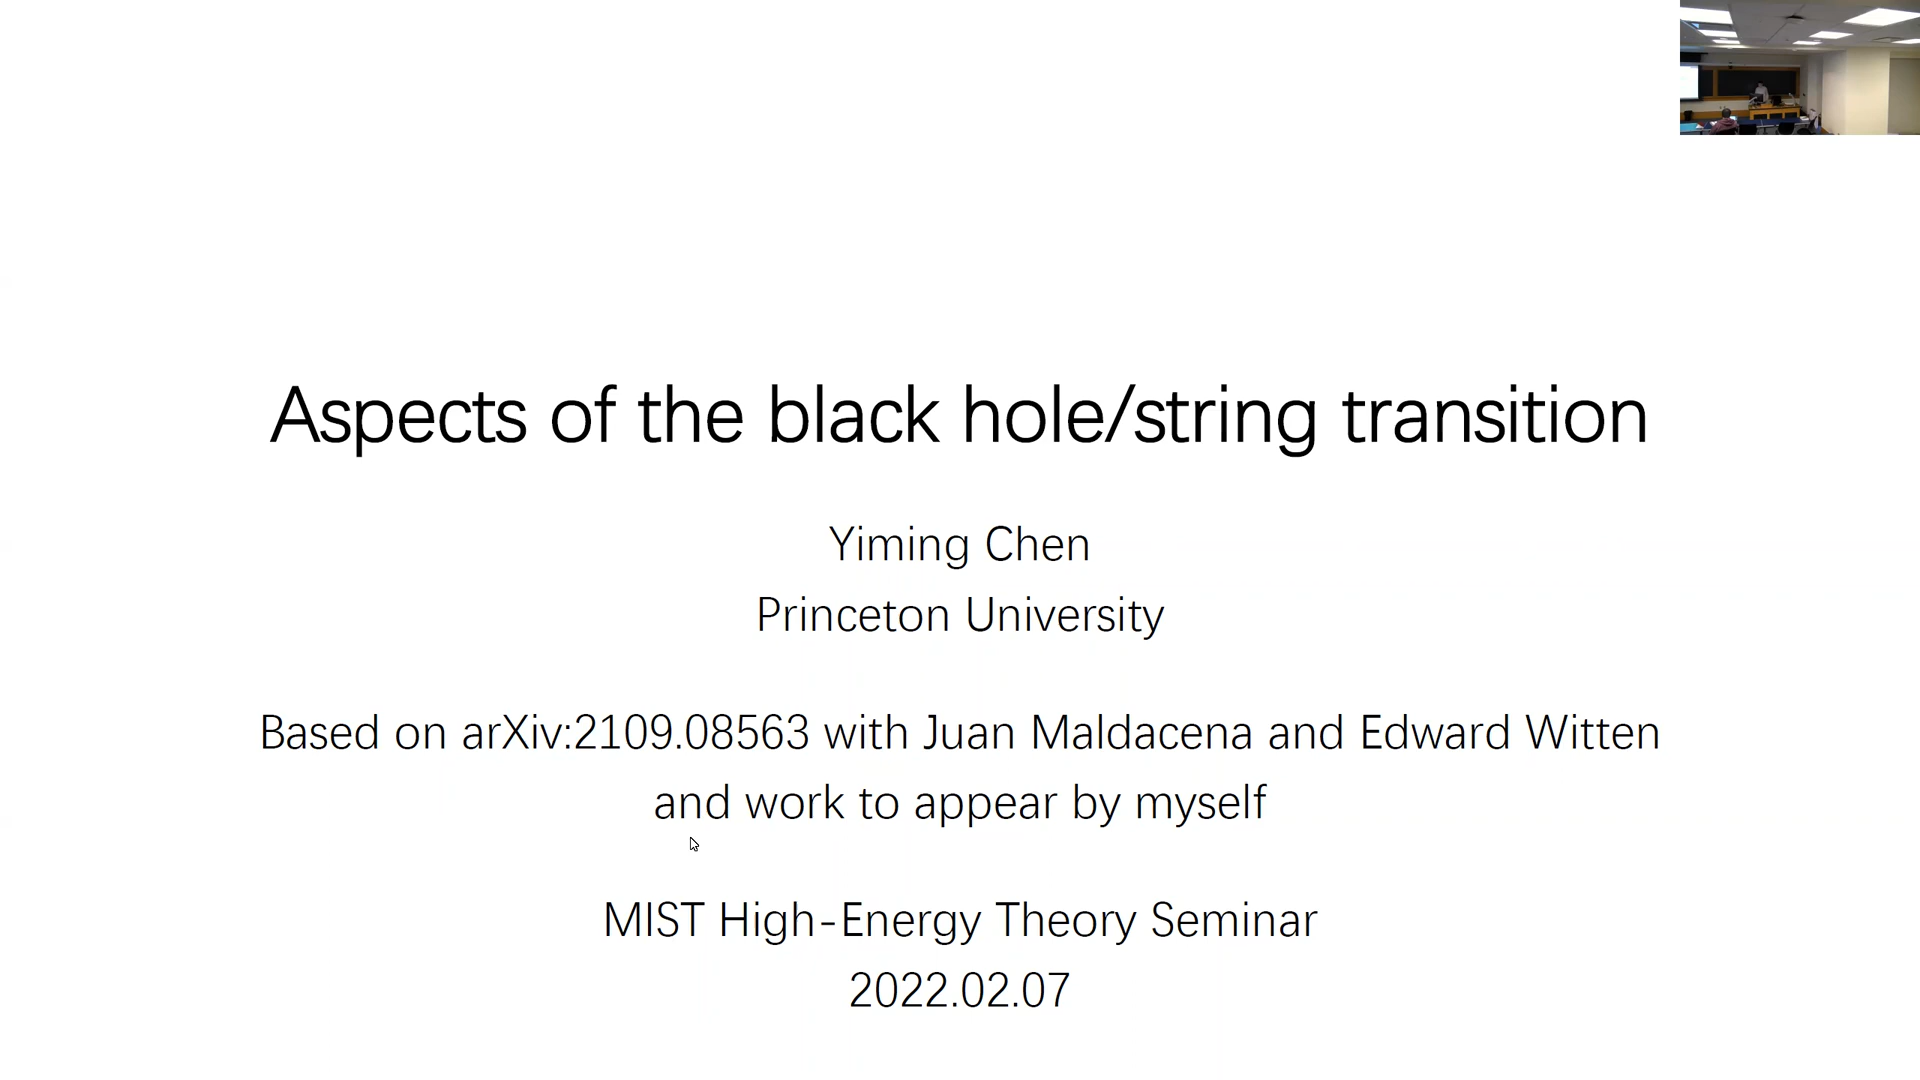 Aspects of the black hole/string transition
Yiming Chen
Princeton University
Based on arXiv:2109.08563 with Juan Maldacena and Edward Witten
and work to appear by myself
MIST High-Energy Theory Seminar
2022.02.07